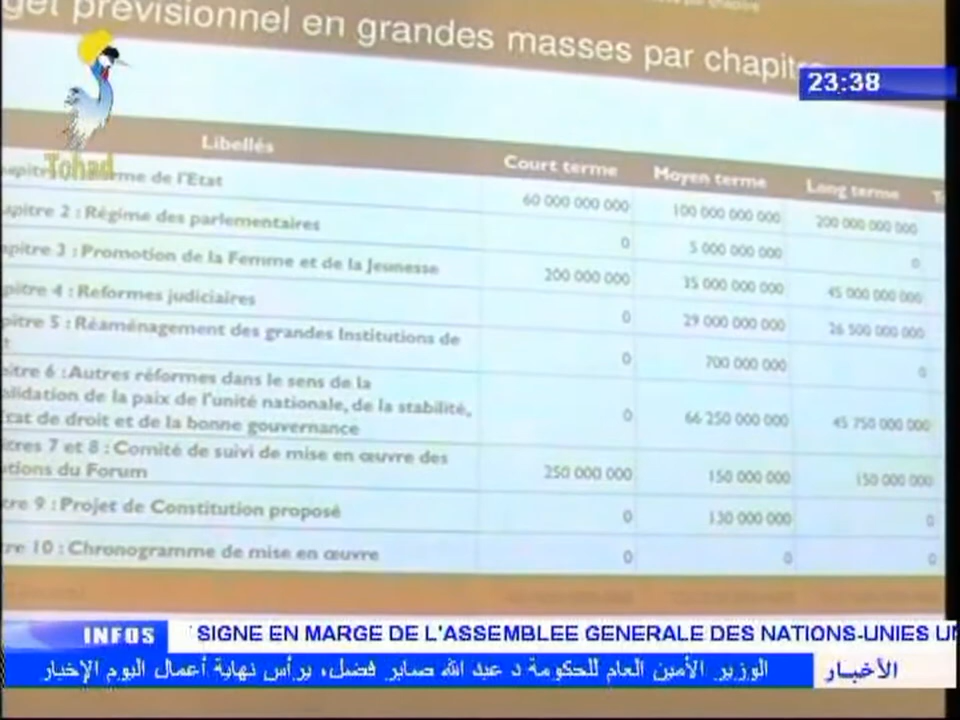 get prévisionnel en grandes masses par chapitre
23:38
Tchad
Libellés Court terme Moyen terme Long terme T
me de l'Etat 60 000 000 000 100 000 000 000 200 000 000 000
apitre 2 : Régime des parlementaires 0 5 000 000 000 0
apitre 3 : Promotion de la Femme et de la Jeunesse 200 000 000 35 000 000 000 45 000 000 000
pitre 4 : Reformes judiciaires 0 29 000 000 000 26 500 000 000
pitre 5 : Réaménagement des grandes Institutions de
t 0 700 000 000 0
itre 6 : Autres réformes dans le sens de la
lidation de la paix de l'unité nationale, de la stabilité,
tat de droit et de la bonne gouvernance 0 66 250 000 000 45 750 000 000
itres 7 et 8 : Comité de suivi de mise en œuvre des
tions du Forum 250 000 000 150 000 000 150 000 000
tre 9 : Projet de Constitution proposé 0 130 000 000 0
re 10 : Chronogramme de mise en œuvre 0 0 0
INFOS SIGNE EN MARGE DE L'ASSEMBLEE GENERALE DES NATIONS-UNIES UN
الأخبار الوزير الأمين العام للحكومة د عبد الله صابر فضل، يرأس نهاية أعمال اليوم الإخبار